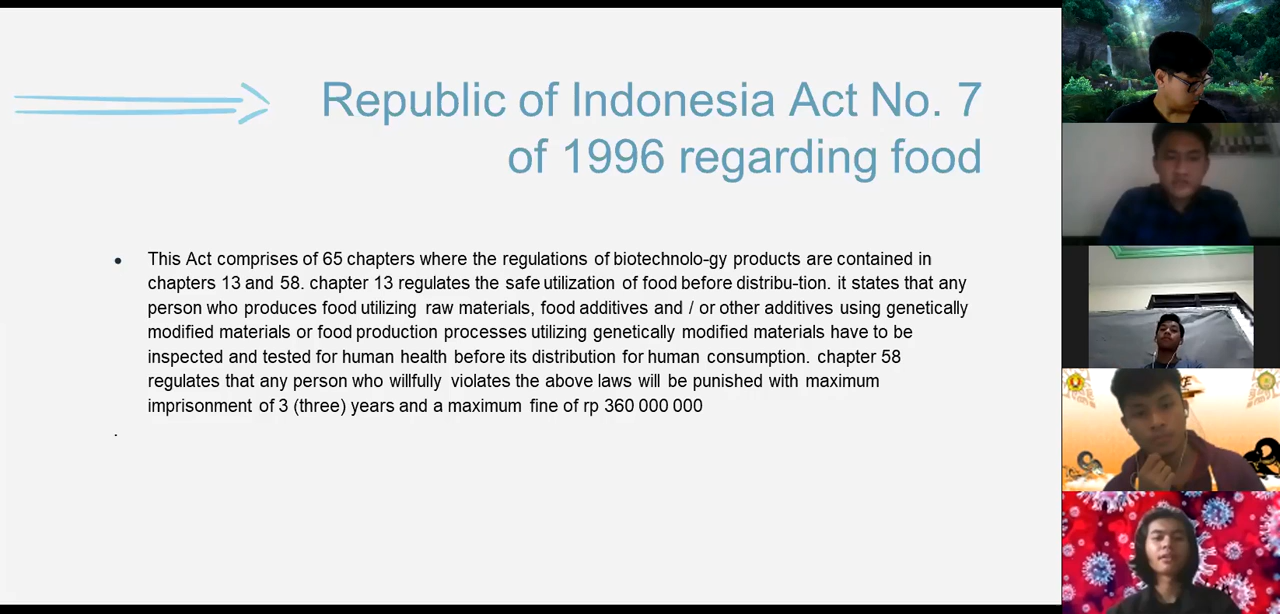 Republic of Indonesia Act No. 7
of 1996 regarding food
• This Act comprises of 65 chapters where the regulations of biotechnolo-gy products are contained in
chapters 13 and 58. chapter 13 regulates the safe utilization of food before distribu-tion. it states that any
person who produces food utilizing raw materials, food additives and / or other additives using genetically
modified materials or food production processes utilizing genetically modified materials have to be
inspected and tested for human health before its distribution for human consumption. chapter 58
regulates that any person who willfully violates the above laws will be punished with maximum
imprisonment of 3 (three) years and a maximum fine of rp 360 000 000
.